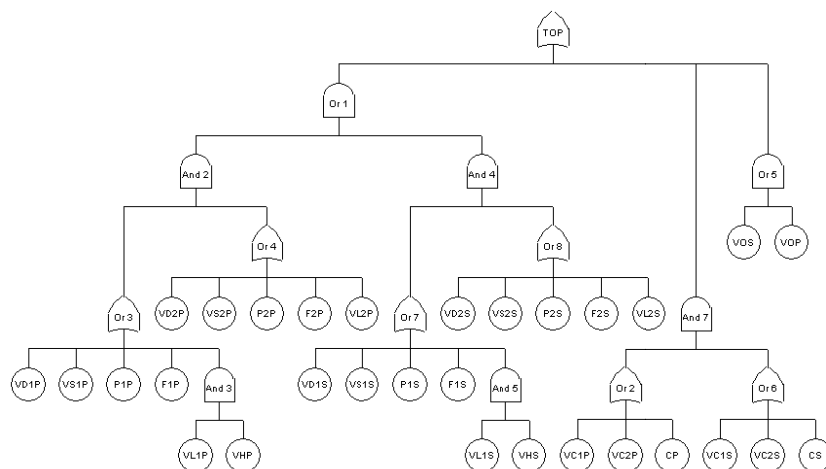 TOP
Or 1
And 2
And 4
Or 5
VOS
VOP
Or 4
Or 8
VD2P
VS2P
P2P
F2P
VL2P
VD2S
VS2S
P2S
F2S
VL2S
Or 3
Or 7
And 7
VD1P
VS1P
P1P
F1P
And 3
VD1S
VS1S
P1S
F1S
And 5
Or 2
Or 6
VL1P
VHP
VL1S
VHS
VC1P
VC2P
CP
VC1S
VC2S
CS